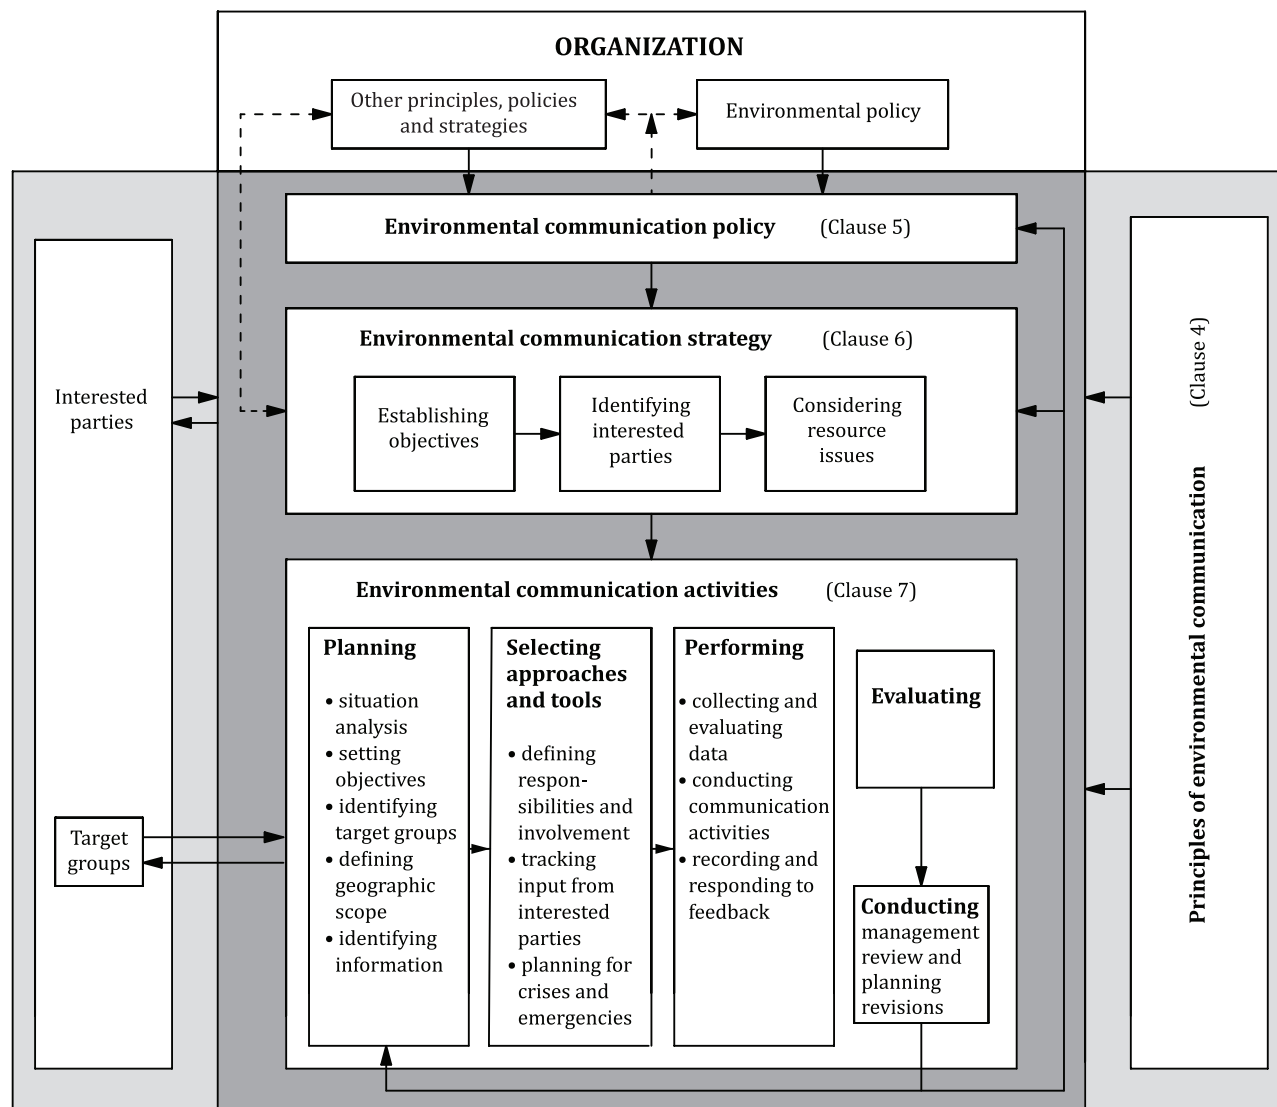 ORGANIZATION
Other principles, policies
and strategies
Environmental policy
Environmental communication policy (Clause 5)
Environmental communication strategy (Clause 6)
Establishing
objectives
Identifying
interested
parties
Considering
resource
issues
Interested
parties
Target
groups
Environmental communication activities (Clause 7)
Planning
• situation
analysis
• setting
objectives
• identifying
target groups
• defining
geographic
scope
• identifying
information
Selecting
approaches
and tools
• defining
respon-
sibilities and
involvement
• tracking
input from
interested
parties
• planning for
crises and
emergencies
Performing
• collecting and
evaluating
data
• conducting
communication
activities
• recording and
responding to
feedback
Evaluating
Conducting
management
review and
planning
revisions
Principles of environmental communication (Clause 4)